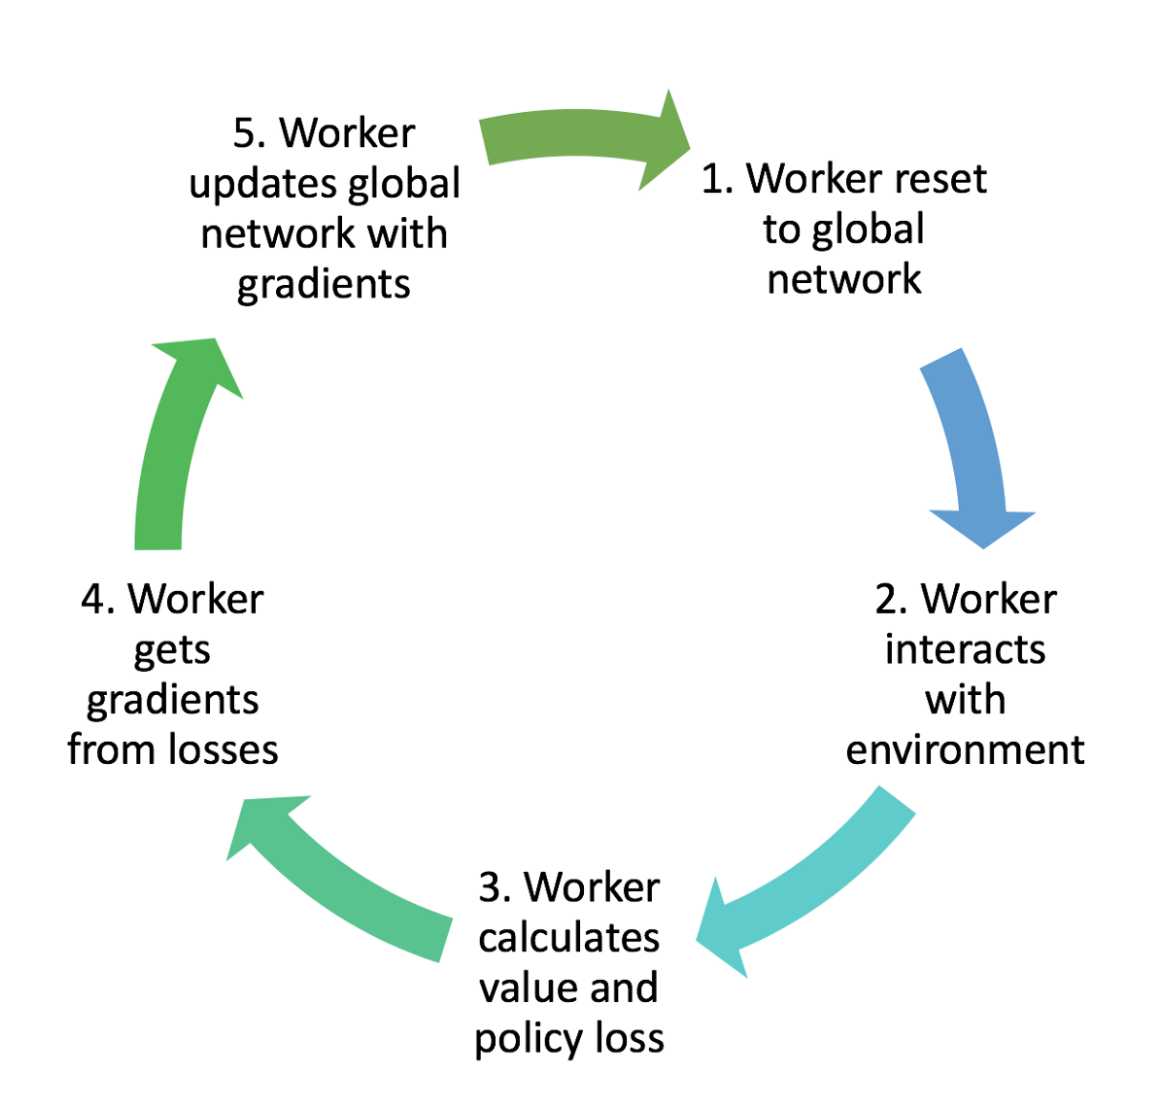 1. Worker reset
to global
network
2. Worker
interacts
with
environment
3. Worker
calculates
value and
policy loss
4. Worker
gets
gradients
from losses
5. Worker
updates global
network with
gradients